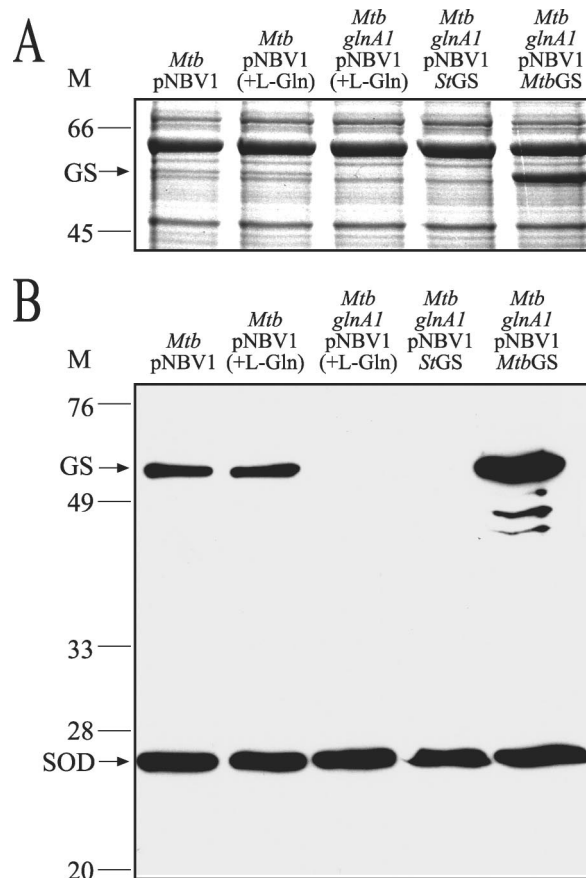 A
M
Mtb
pNBV1
Mtb
pNBV1
(+L-Gln)
Mtb
glnA1
pNBV1
(+L-Gln)
Mtb
glnA1
pNBV1
StGS
Mtb
glnA1
pNBV1
MtbGS
66
GS
45
B
M
Mtb
pNBV1
Mtb
pNBV1
(+L-Gln)
Mtb
glnA1
pNBV1
(+L-Gln)
Mtb
glnA1
pNBV1
StGS
Mtb
glnA1
pNBV1
MtbGS
76
GS
49
33
28
SOD
20